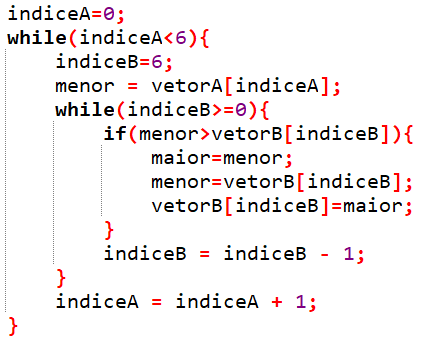 indiceA=0;
while(indiceA<6){
    indiceB=6;
    menor = vetorA[indiceA];
    while(indiceB>=0){
        if(menor>vetorB[indiceB]){
            maior=menor;
            menor=vetorB[indiceB];
            vetorB[indiceB]=maior;
        }
        indiceB = indiceB - 1;
    }
    indiceA = indiceA + 1;
}